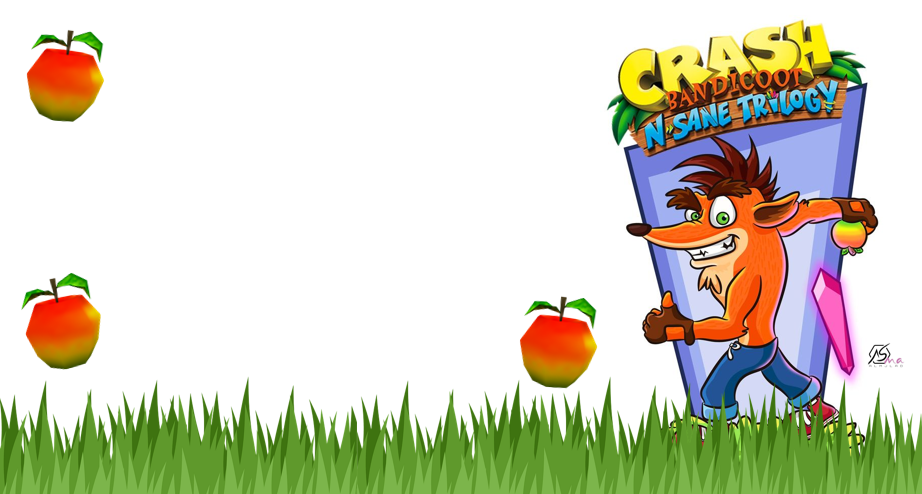 CRASH
BANDICOOT
N. SANE TRILOGY